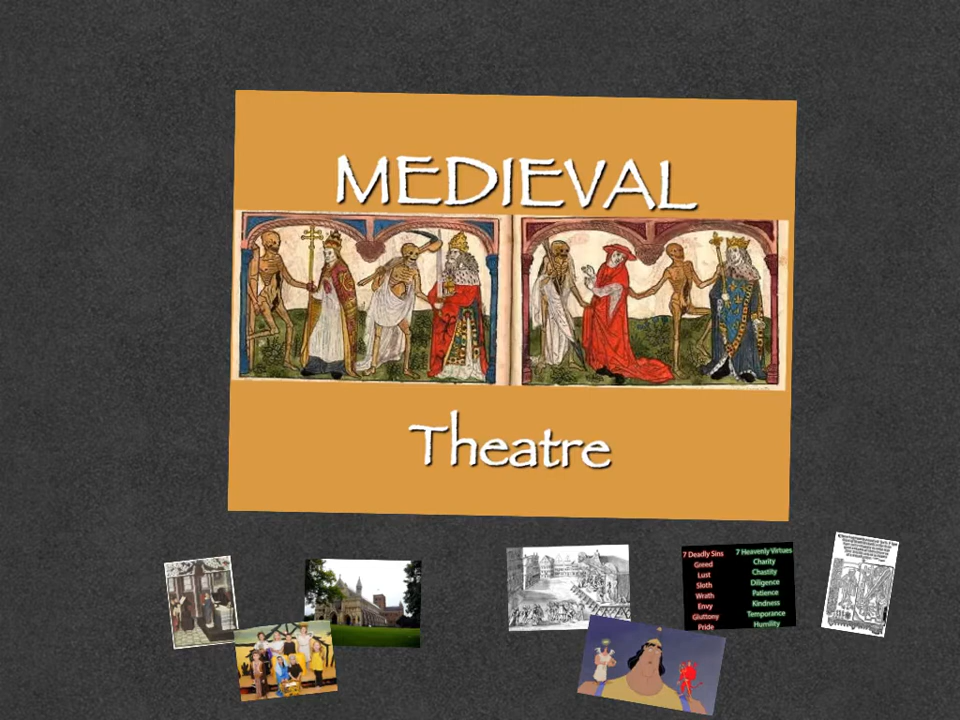 MEDIEVAL
Theatre
7 Deadly Sins 7 Heavenly Virtues
Greed Charity
Lust Chastity
Sloth Diligence
Wrath Patience
Envy Kindness
Gluttony Temporance
Pride Humility